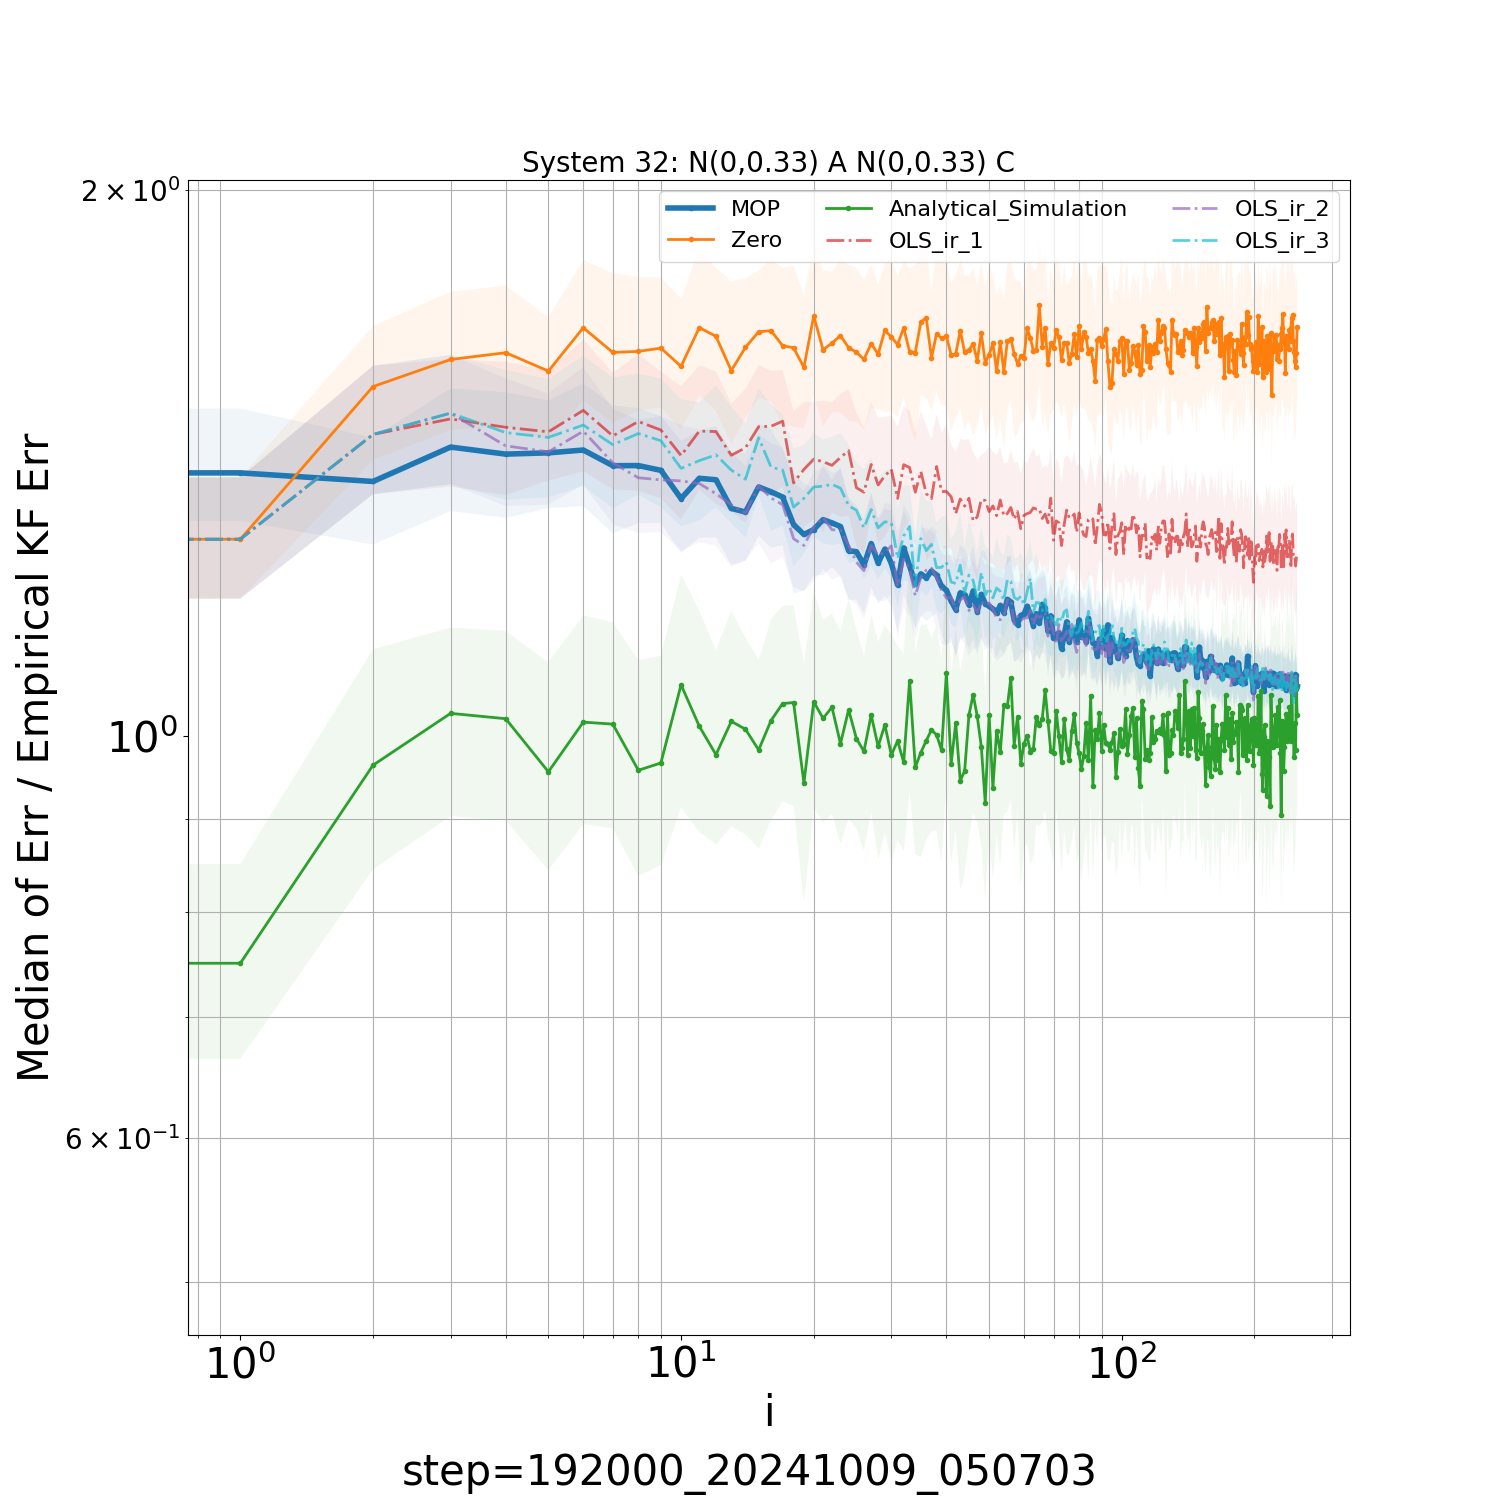 System 32: N(0,0.33) A N(0,0.33) C
2 × 10⁰
MOP
Zero
Analytical_Simulation
OLS_ir_1
OLS_ir_2
OLS_ir_3
Median of Err / Empirical KF Err
10⁰
6 × 10⁻¹
10⁰
10¹
10²
i
step=192000_20241009_050703